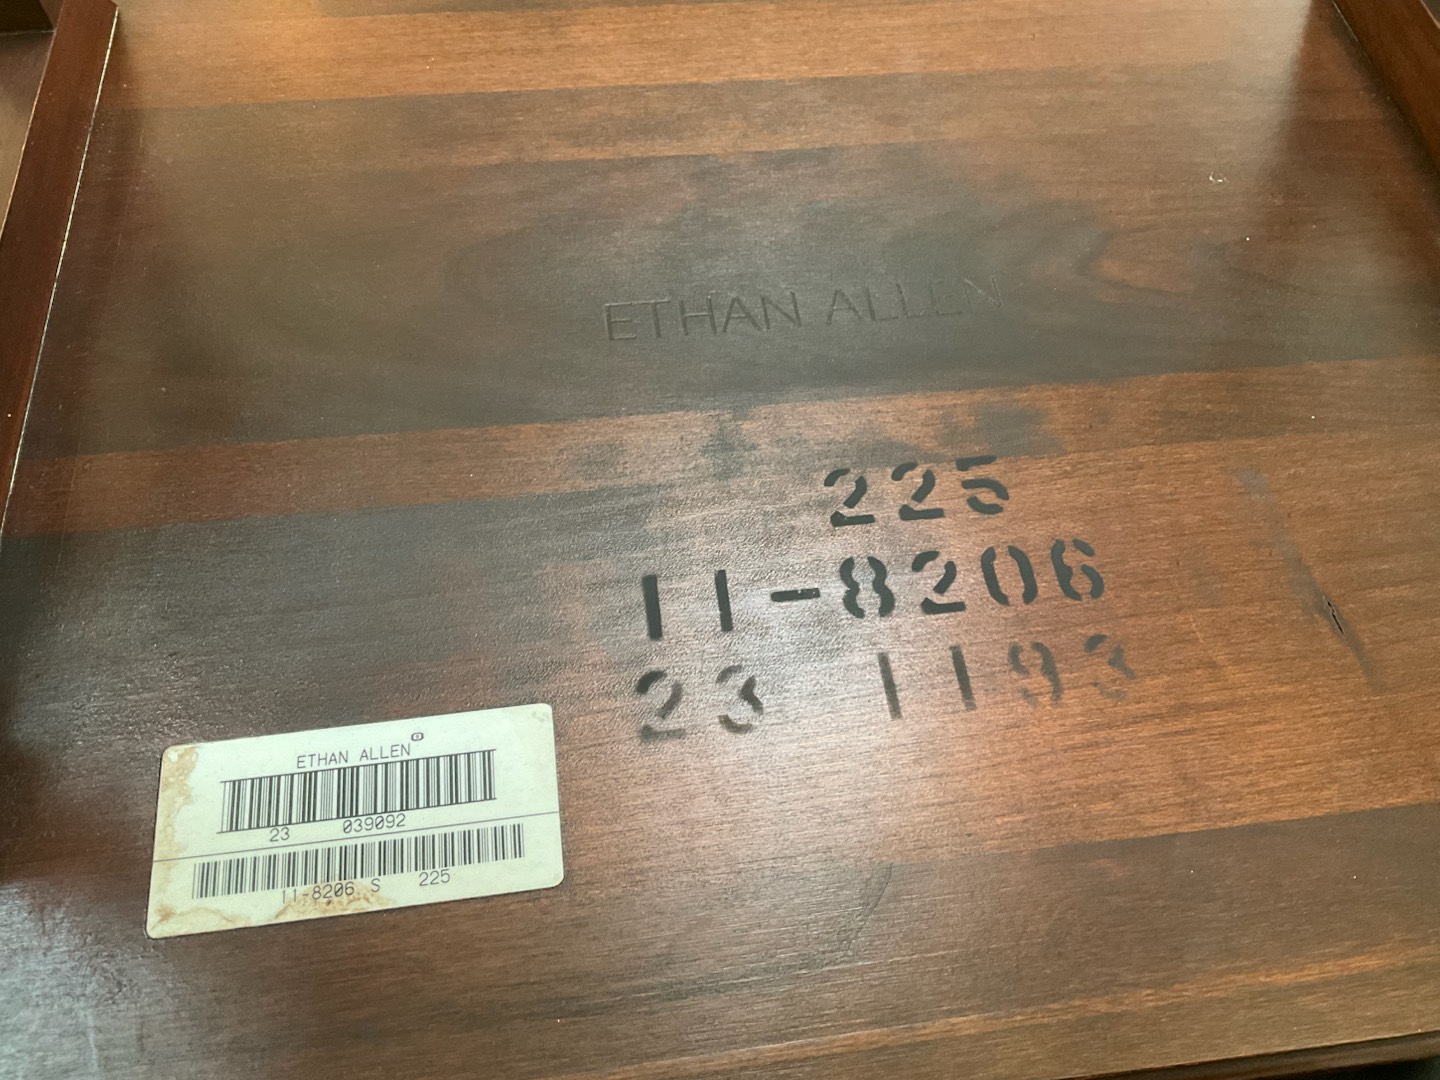 ETHAN ALLEN
225
11-8206
23 1193
ETHAN ALLEN
23 039092
11-8206 S 225